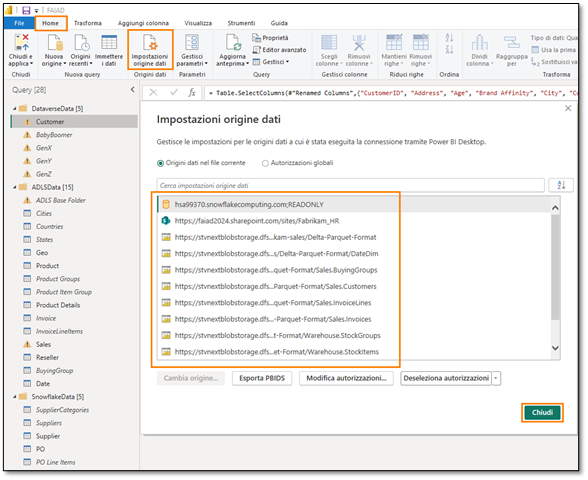 FAIAD
File Home Trasforma Aggiungi colonna Visualizza Strumenti Guida
Chiudi e applica Nuova origine Origini recenti Immettere i dati Impostazioni origine dati Gestisci parametri Aggiorna anteprima Proprietà Editor avanzato Gestisci Scegli colonne Rimuovi colonne Mantieni righe Rimuovi righe Dividi colonna Raggruppa per Tipo di dati: Usa la prima Sostituisci
Chiudi Nuova query Origini dati Parametri Query Gestisci colonne Riduci righe Ordina
Query [28]
= Table.SelectColumns(#"Renamed Columns",{"CustomerID", "Address", "Age", "Brand Affinity", "City",
DataverseData [5]
Customer
BabyBoomer
GenX
GenY
GenZ
ADLSData [15]
ADLS Base Folder
Cities
Countries
States
Geo
Product
Product Groups
Product Item Group
Product Details
Invoice
InvoiceLineItems
Sales
Reseller
BuyingGroup
Date
SnowflakeData [5]
SupplierCategories
Suppliers
Supplier
PO
PO Line Items
Impostazioni origine dati
Gestisce le impostazioni per le origini dati a cui è stata eseguita la connessione tramite Power BI Desktop.
Origini dati nel file corrente Autorizzazioni globali
Cerca impostazioni origine dati
hsa99370.snowflakecomputing.com;READONLY
https://faiad2024.sharepoint.com/sites/Fabrikam_HR
https://stvnextblobstorage.dfs...kam-sales/Delta-Parquet-Format
https://stvnextblobstorage.dfs...s/Delta-Parquet-Format/DateDim
https://stvnextblobstorage.dfs...quet-Format/Sales.BuyingGroups
https://stvnextblobstorage.dfs...Parquet-Format/Sales.Customers
https://stvnextblobstorage.dfs...quet-Format/Sales.InvoiceLines
https://stvnextblobstorage.dfs...-Parquet-Format/Sales.Invoices
https://stvnextblobstorage.dfs...t-Format/Warehouse.StockGroups
https://stvnextblobstorage.dfs...et-Format/Warehouse.StockItems
Cambia origine... Esporta PBIDS Modifica autorizzazioni... Deseleziona autorizzazioni
Chiudi